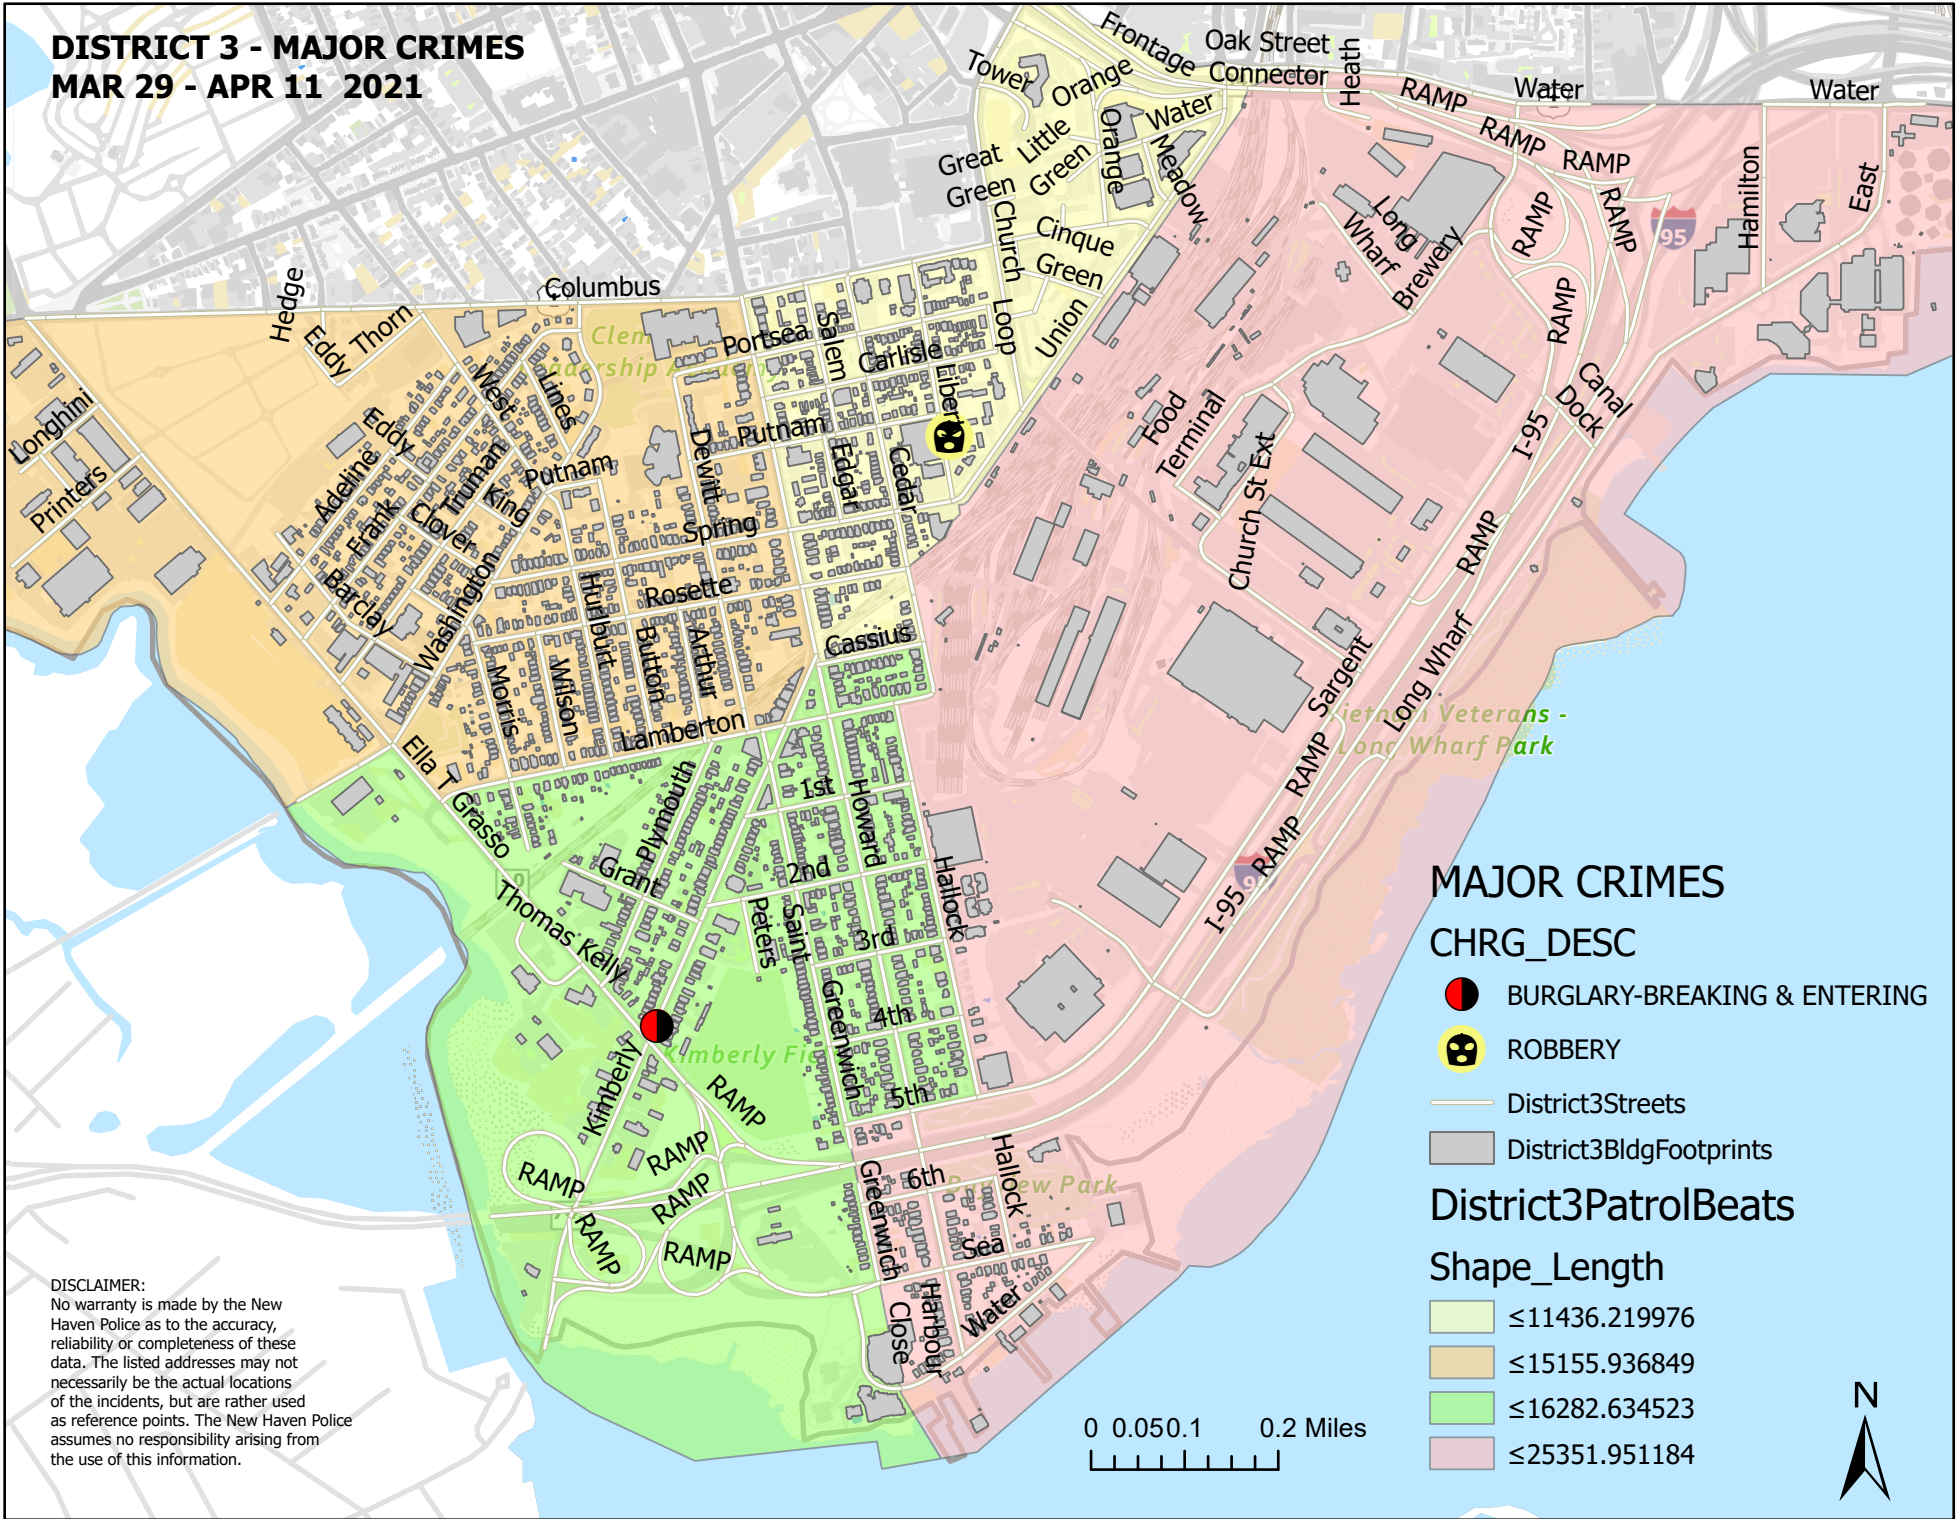 DISTRICT 3 - MAJOR CRIMES
MAR 29 - APR 11 2021
Frontage
Oak Street
Connector
Heath
RAMP
Water
Water
Tower
Orange
Little
Orange
Water
Great
Green
Green
Meadow
RAMP
RAMP
RAMP
RAMP
Hamilton
East
95
Church
Loop
Cinque
Green
Union
Long
Wharf
Brewery
RAMP
Hedge
Columbus
Eddy
Thorn
Portsea
Salem
Carlisle
West
Lines
Longhini
Printers
Eddy
Adeline
Frank
Truman
Clover
King
Putnam
Dewitt
Putnam
Edgar
Cedar
Spring
Food
Terminal
Church St Ext
Canal
Dock
I-95
RAMP
Barclay
Washington
Hurlburt
Rosette
Button
Arthur
Cassius
Morris
Wilson
Lamberton
Sargent
Long Wharf
Veterans -
Long Wharf Park
RAMP
Ella T
Grasso
Plymouth
1st
Howard
Grant
2nd
Hallock
RAMP
I-95
Thomas Kelly
Peters
Saint
3rd
Greenwich
4th
Kimberly
RAMP
5th
RAMP
RAMP
RAMP
RAMP
RAMP
6th
Hallock
Greenwich
Sea
Close
Harbour
Water
MAJOR CRIMES
CHRG_DESC
BURGLARY-BREAKING & ENTERING
ROBBERY
District3Streets
District3BldgFootprints
District3PatrolBeats
Shape_Length
≤11436.219976
≤15155.936849
≤16282.634523
≤25351.951184
N
0 0.05 0.1 0.2 Miles
DISCLAIMER:
No warranty is made by the New
Haven Police as to the accuracy,
reliability or completeness of these
data. The listed addresses may not
necessarily be the actual locations
of the incidents, but are rather used
as reference points. The New Haven Police
assumes no responsibility arising from
the use of this information.